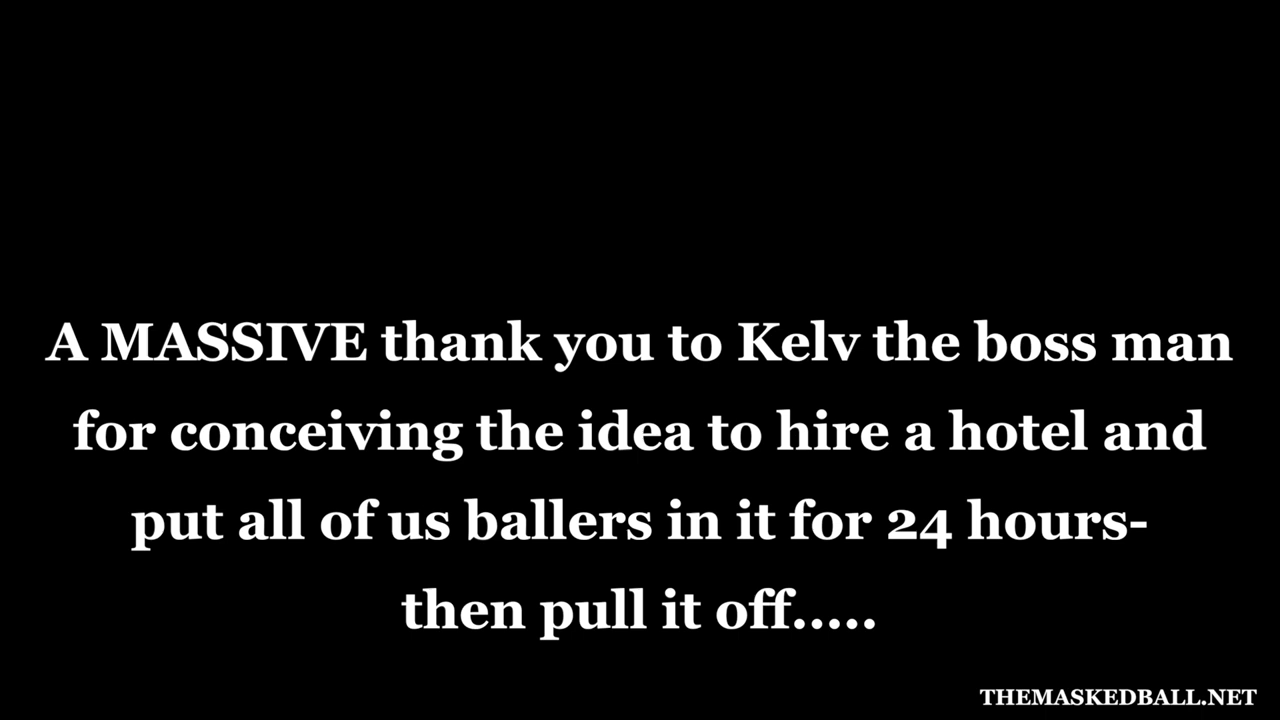 A MASSIVE thank you to Kelv the boss man
for conceiving the idea to hire a hotel and
put all of us ballers in it for 24 hours-
then pull it off.....
THEMASKEDBALL.NET